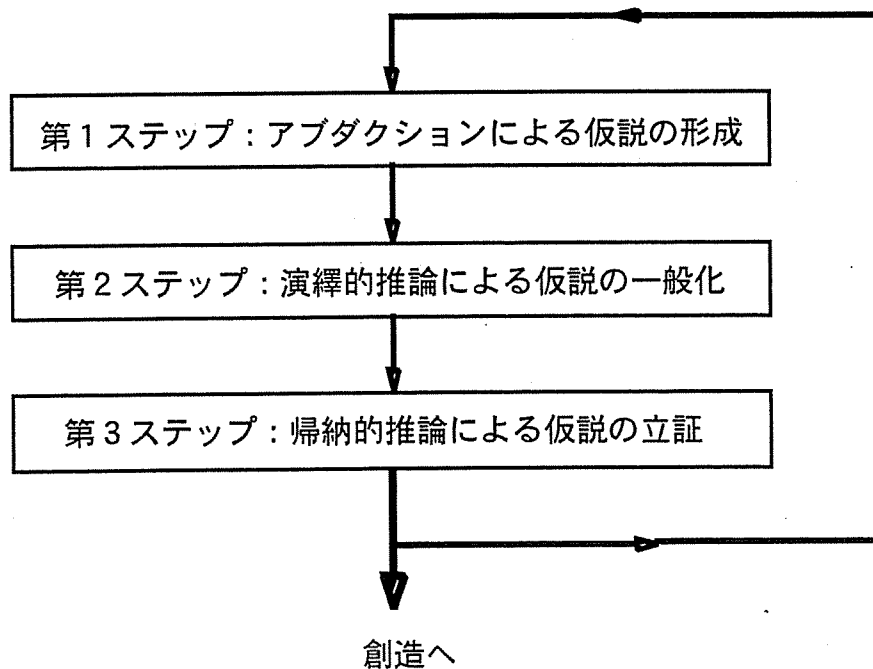 第1ステップ：アブダクションによる仮説の形成
第2ステップ：演繹的推論による仮説の一般化
第3ステップ：帰納的推論による仮説の立証
創造へ